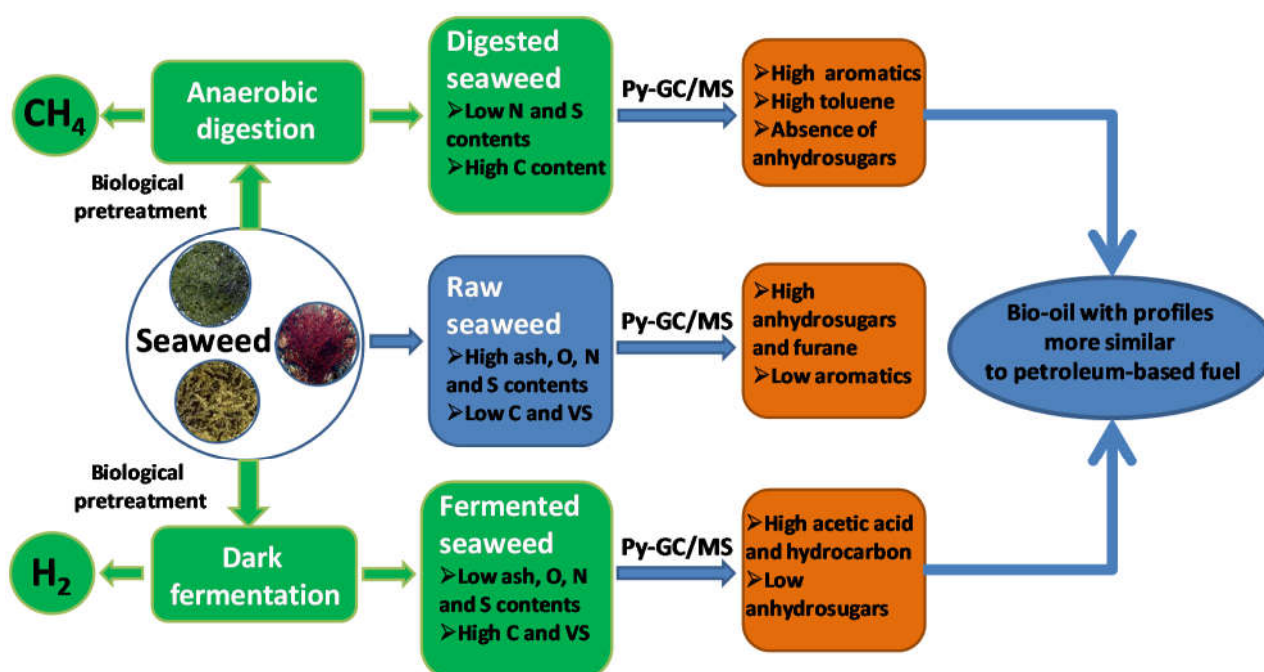 CH4
Anaerobic
digestion
Digested
seaweed
➢Low N and S
contents
➢High C content
Py-GC/MS
➢High aromatics
➢High toluene
➢Absence of
anhydrosugars
Biological
pretreatment
Seaweed
Raw
seaweed
➢High ash, O, N
and S contents
➢Low C and VS
Py-GC/MS
➢High
anhydrosugars
and furane
➢Low aromatics
Bio-oil with profiles
more similar
to petroleum-based fuel
Biological
pretreatment
H2
Dark
fermentation
Fermented
seaweed
➢Low ash, O, N
and S contents
➢High C and VS
Py-GC/MS
➢High acetic acid
and hydrocarbon
➢Low
anhydrosugars